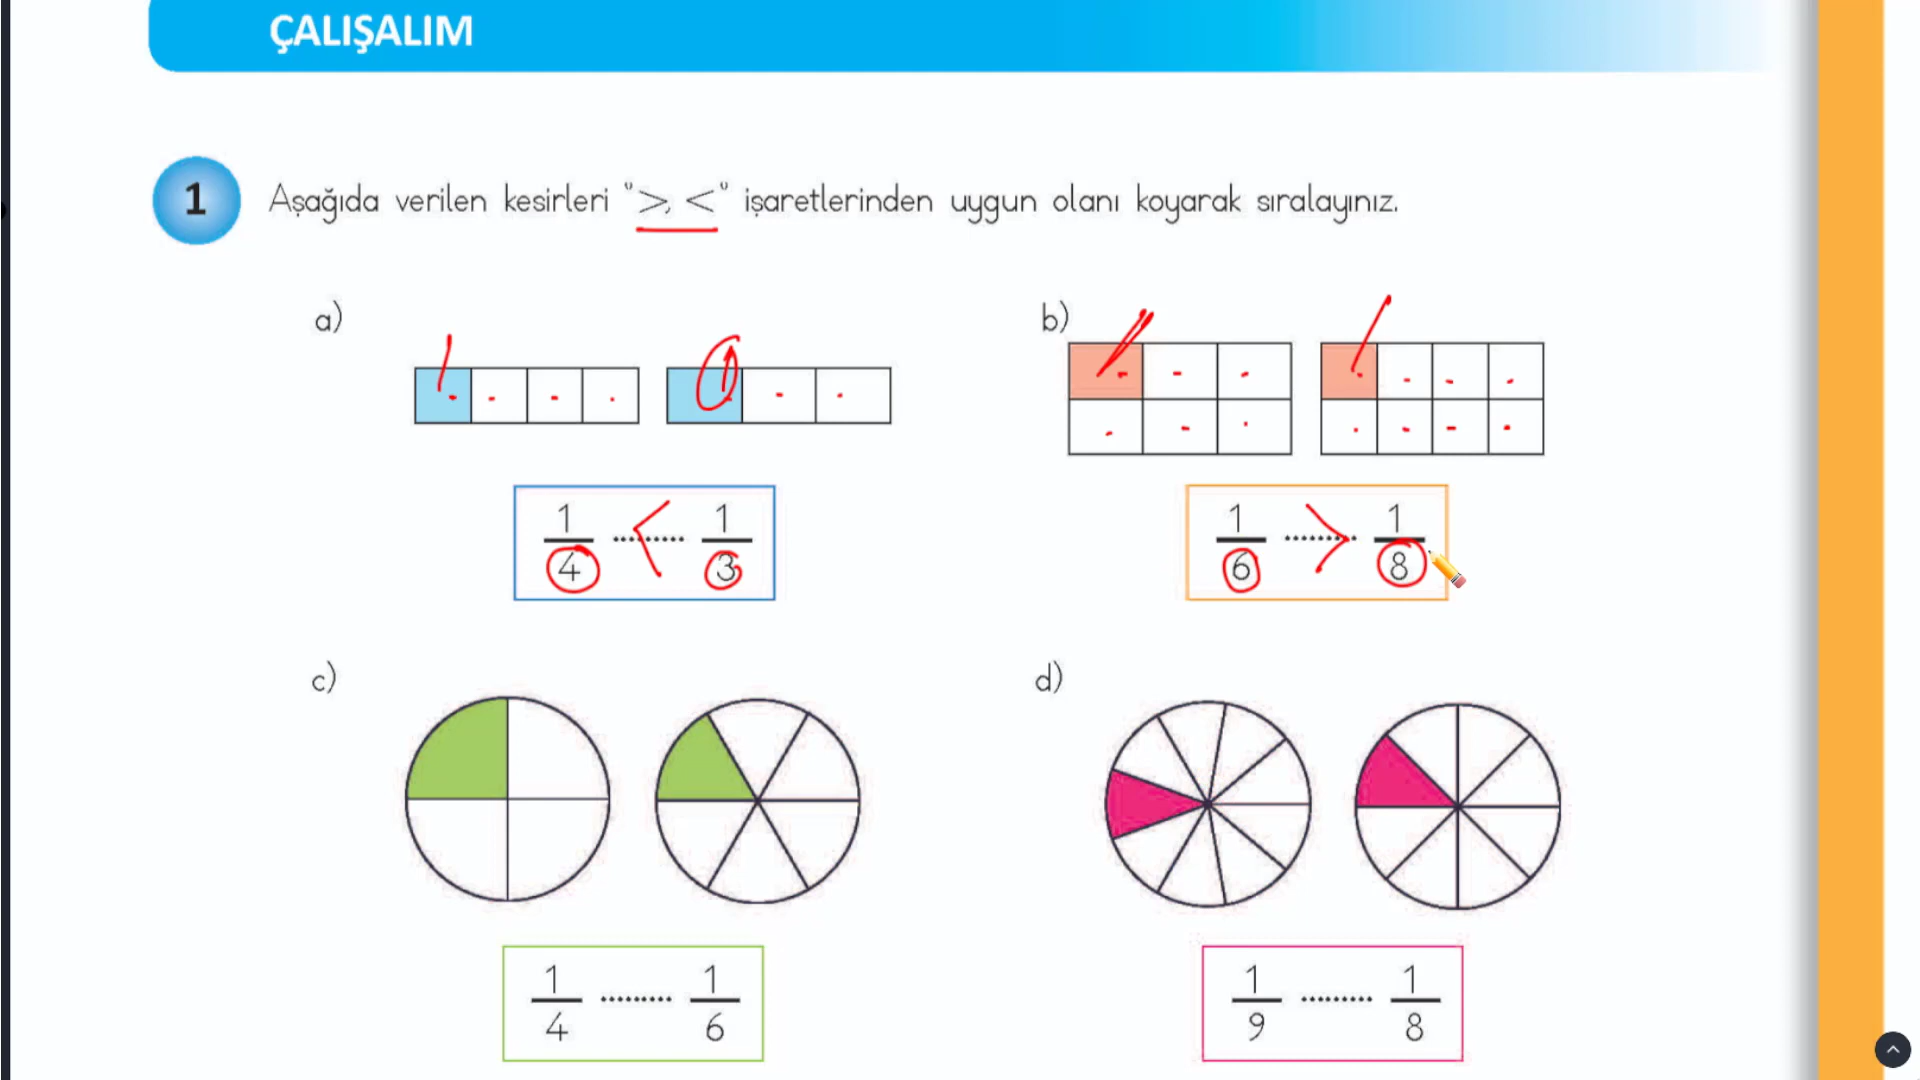 ÇALIŞALIM
1 Aşağıda verilen kesirleri ">, <" işaretlerinden uygun olanı koyarak sıralayınız.
a)
b)
1/4 ......... < 1/3
1/6 ......... > 1/8
c)
d)
1/4 ......... 1/6
1/9 ......... 1/8